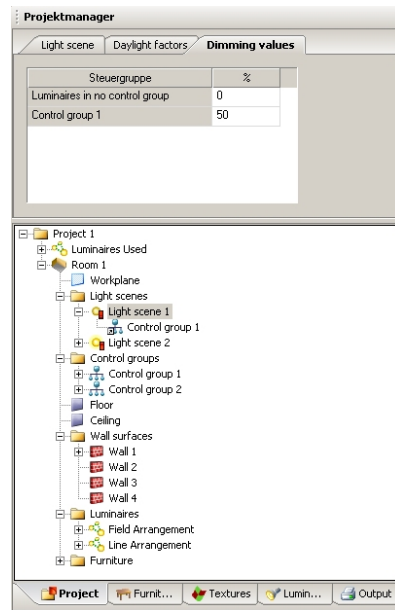 Projektmanager
Light scene Daylight factors Dimming values
Steuergruppe %
Luminaires in no control group 0
Control group 1 50
Project 1
Luminaires Used
Room 1
Workplane
Light scenes
Light scene 1
Control group 1
Light scene 2
Control groups
Control group 1
Control group 2
Floor
Ceiling
Wall surfaces
Wall 1
Wall 2
Wall 3
Wall 4
Luminaires
Field Arrangement
Line Arrangement
Furniture
Project Furnit... Textures Lumin... Output